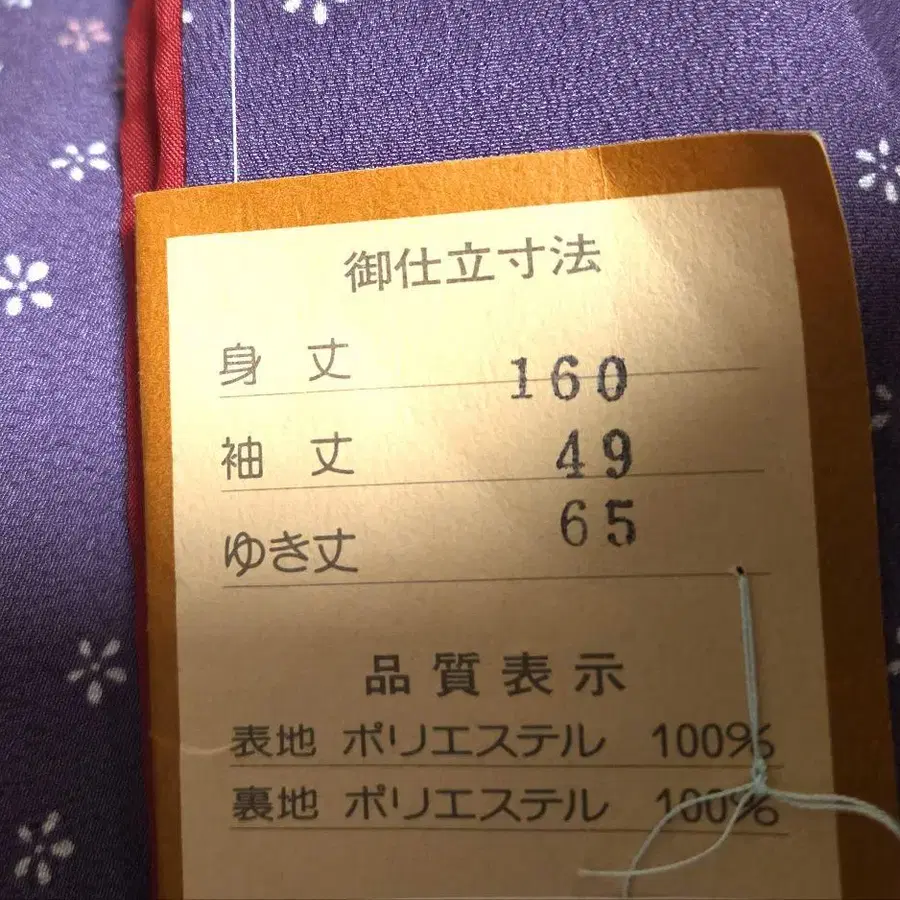 御仕立寸法
身丈 160
袖丈 49
ゆき丈 65
品質表示
表地 ポリエステル 100%
裏地 ポリエステル 100%